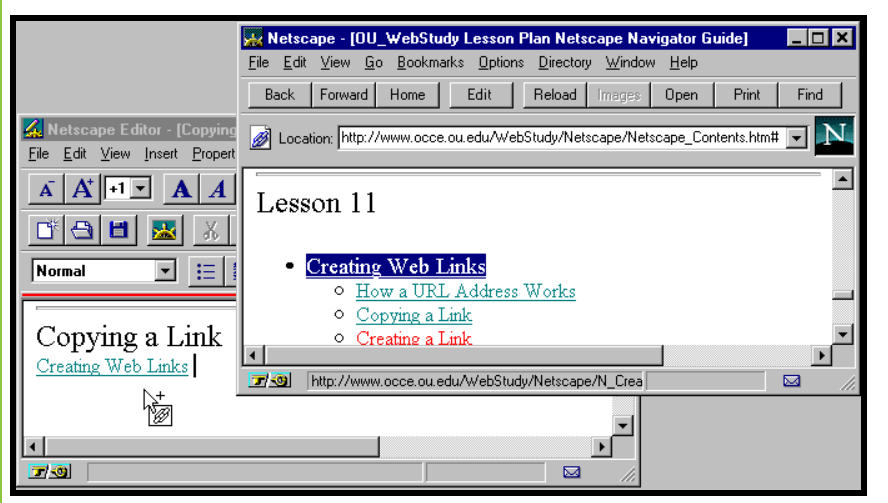 Netscape - [OU_WebStudy Lesson Plan Netscape Navigator Guide]
File Edit View Go Bookmarks Options Directory Window Help
Back Forward Home Edit Reload Images Open Print Find
Location: http://www.occe.ou.edu/WebStudy/Netscape/Netscape_Contents.htm#
N
Lesson 11
Creating Web Links
How a URL Address Works
Copying a Link
Creating a Link
http://www.occe.ou.edu/WebStudy/Netscape/N_Crea
Netscape Editor - [Copying
File Edit View Insert Propert
A A +1 A A
Normal
Copying a Link
Creating Web Links